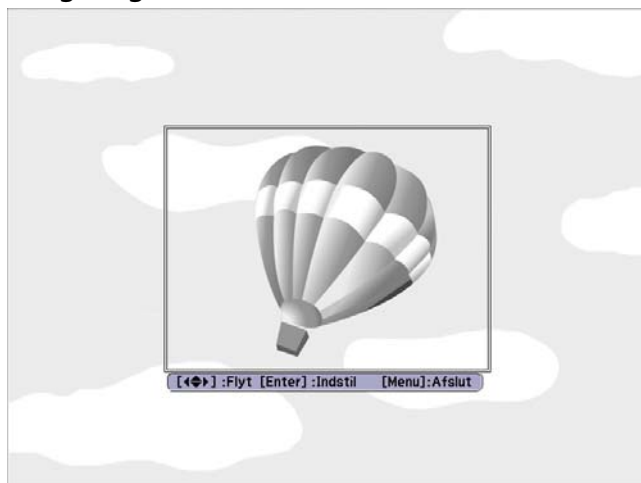 [◀◆▶] :Flyt [Enter] :Indstil [Menu]:Afslut